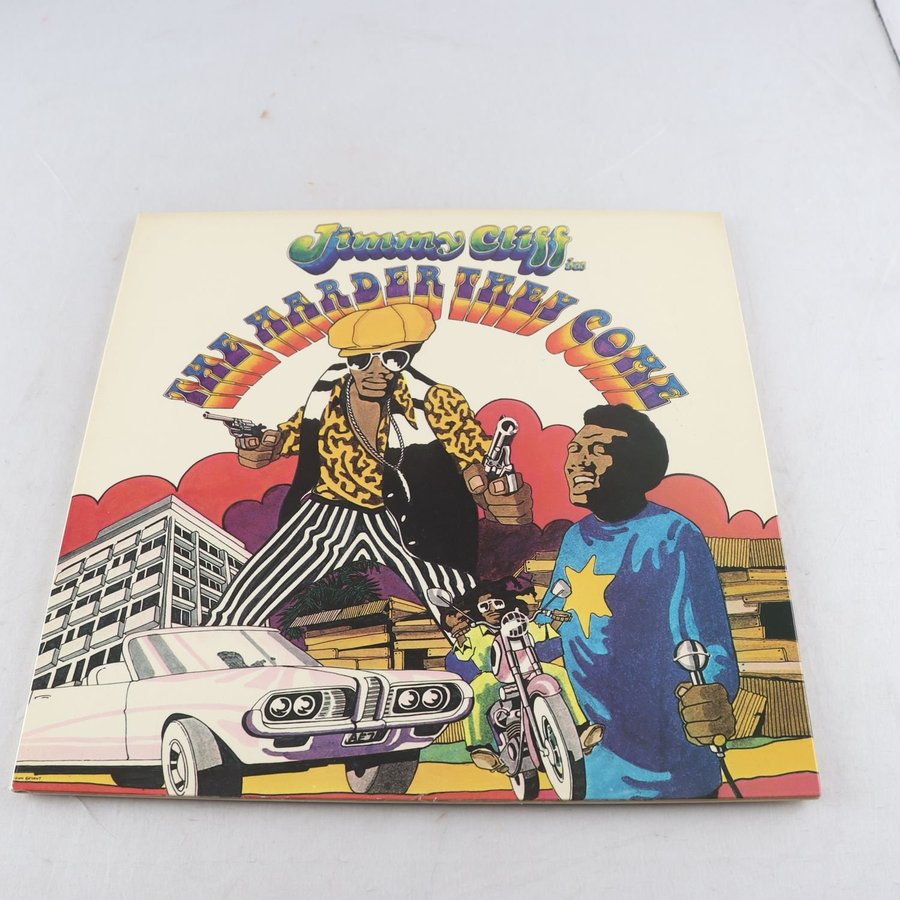 Jimmy Cliff
in
THE HARDER THEY COME